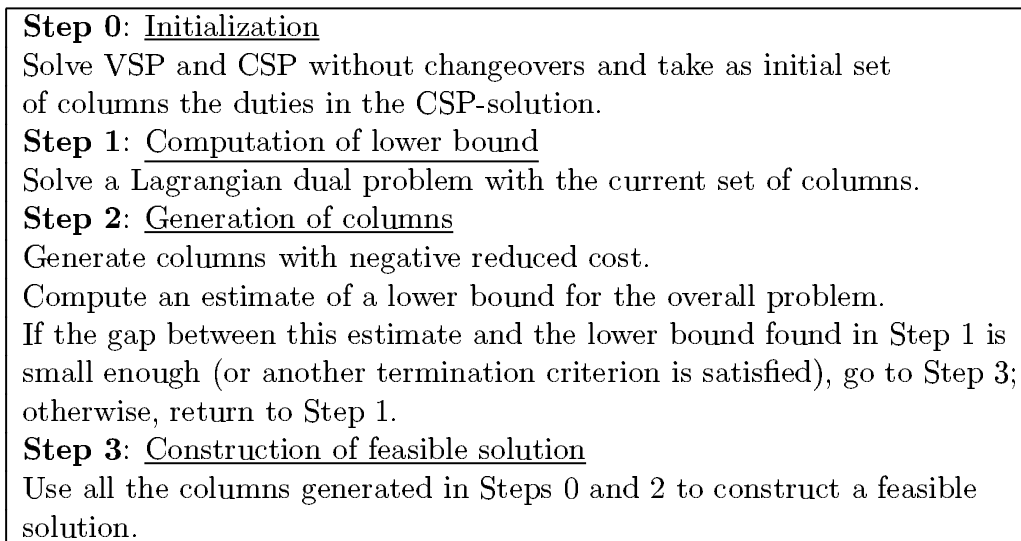 Step 0: Initialization
Solve VSP and CSP without changeovers and take as initial set
of columns the duties in the CSP-solution.
Step 1: Computation of lower bound
Solve a Lagrangian dual problem with the current set of columns.
Step 2: Generation of columns
Generate columns with negative reduced cost.
Compute an estimate of a lower bound for the overall problem.
If the gap between this estimate and the lower bound found in Step 1 is
small enough (or another termination criterion is satisfied), go to Step 3;
otherwise, return to Step 1.
Step 3: Construction of feasible solution
Use all the columns generated in Steps 0 and 2 to construct a feasible
solution.